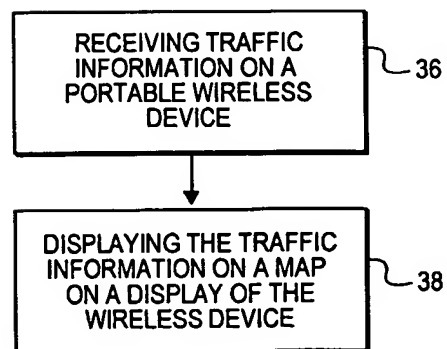 RECEIVING TRAFFIC
INFORMATION ON A
PORTABLE WIRELESS
DEVICE
36
DISPLAYING THE TRAFFIC
INFORMATION ON A MAP
ON A DISPLAY OF THE
WIRELESS DEVICE
38